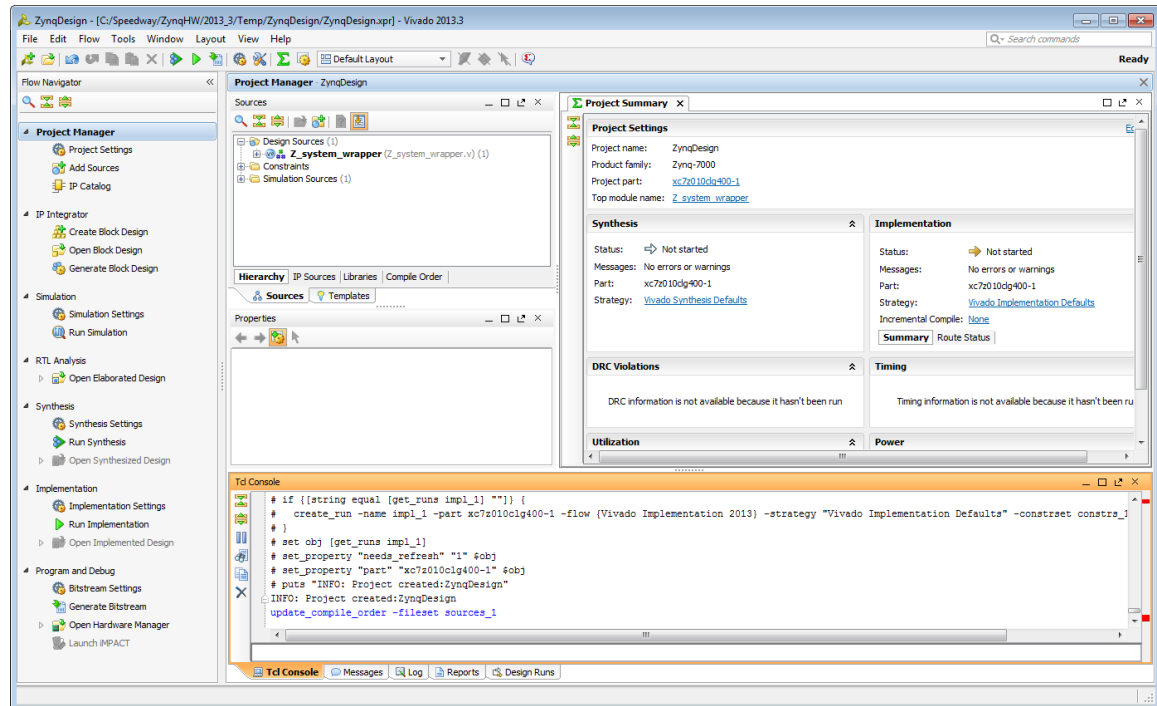 ZynqDesign - [C:/Speedway/ZynqHW/2013_3/Temp/ZynqDesign/ZynqDesign.xpr] - Vivado 2013.3
File Edit Flow Tools Window Layout View Help
Search commands
Default Layout
Ready
Flow Navigator
Project Manager
Project Settings
Add Sources
IP Catalog
IP Integrator
Create Block Design
Open Block Design
Generate Block Design
Simulation
Simulation Settings
Run Simulation
RTL Analysis
Open Elaborated Design
Synthesis
Synthesis Settings
Run Synthesis
Open Synthesized Design
Implementation
Implementation Settings
Run Implementation
Open Implemented Design
Program and Debug
Bitstream Settings
Generate Bitstream
Open Hardware Manager
Launch iMPACT
Project Manager - ZynqDesign
Sources
Design Sources (1)
Z_system_wrapper (Z_system_wrapper.v) (1)
Constraints
Simulation Sources (1)
Hierarchy IP Sources Libraries Compile Order
Sources Templates
Properties
Project Summary
Project Settings
Project name: ZynqDesign
Product family: Zynq-7000
Project part: xc7z010clg400-1
Top module name: Z_system_wrapper
Synthesis
Status: Not started
Messages: No errors or warnings
Part: xc7z010clg400-1
Strategy: Vivado Synthesis Defaults
Implementation
Status: Not started
Messages: No errors or warnings
Part: xc7z010clg400-1
Strategy: Vivado Implementation Defaults
Incremental Compile: None
Summary Route Status
DRC Violations
DRC information is not available because it hasn't been run
Timing
Timing information is not available because it hasn't been ru
Utilization
Power
Tcl Console
# if {[string equal [get_runs impl_1] ""]} {
#   create_run -name impl_1 -part xc7z010clg400-1 -flow {Vivado Implementation 2013} -strategy "Vivado Implementation Defaults" -constrset constrs_1
# }
# set obj [get_runs impl_1]
# set_property "needs_refresh" "1" $obj
# set_property "part" "xc7z010clg400-1" $obj
# puts "INFO: Project created:ZynqDesign"
INFO: Project created:ZynqDesign
update_compile_order -fileset sources_1
Tcl Console Messages Log Reports Design Runs